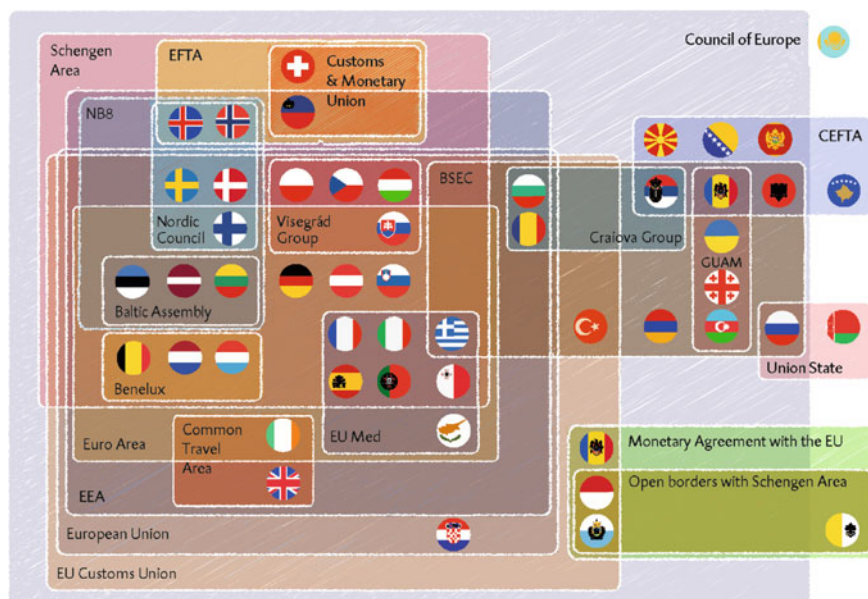 Schengen
Area
EFTA
Customs
& Monetary
Union
Council of Europe
NB8
CEFTA
BSEC
Nordic
Council
Visegrád
Group
Craiova Group
GUAM
Baltic Assembly
Union State
Benelux
Euro Area
Common
Travel
Area
EU Med
Monetary Agreement with the EU
Open borders with Schengen Area
EEA
European Union
EU Customs Union